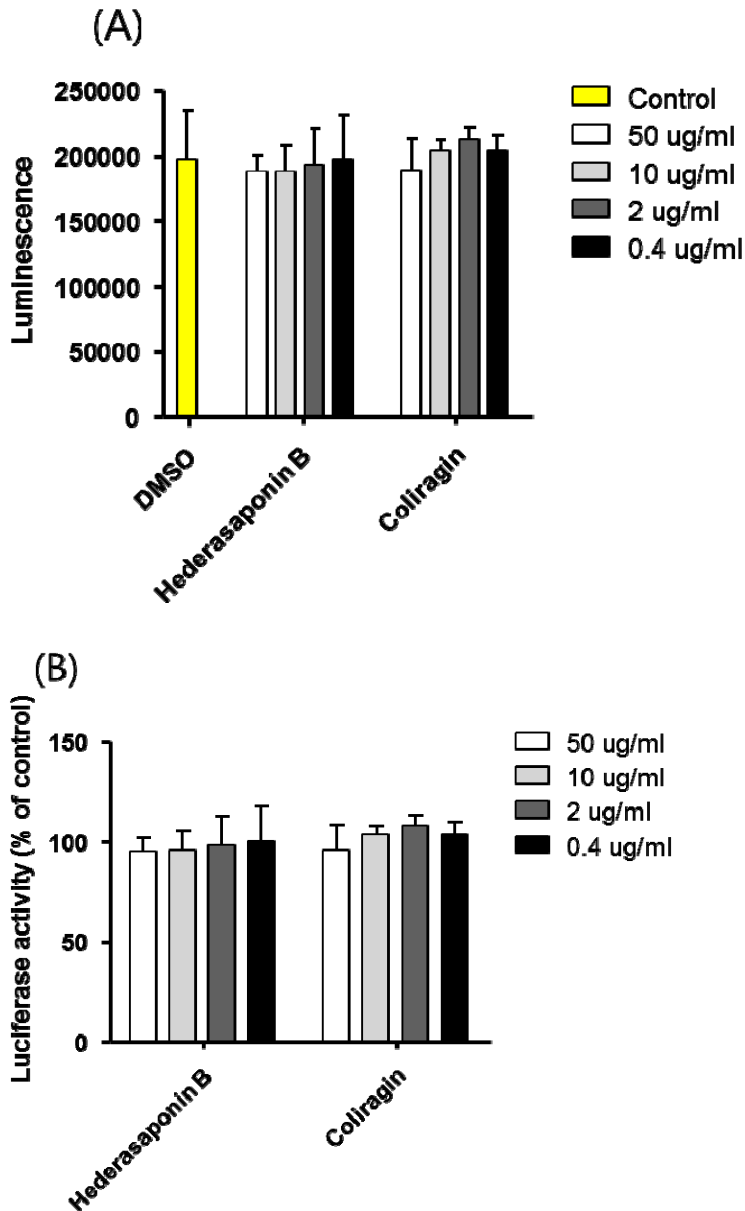 (A)
Luminescence
250000
200000
150000
100000
50000
0
DMSO
Hederasaponin B
Coliragin
Control
50 ug/ml
10 ug/ml
2 ug/ml
0.4 ug/ml
(B)
Luciferase activity (% of control)
150
100
50
0
Hederasaponin B
Coliragin
50 ug/ml
10 ug/ml
2 ug/ml
0.4 ug/ml